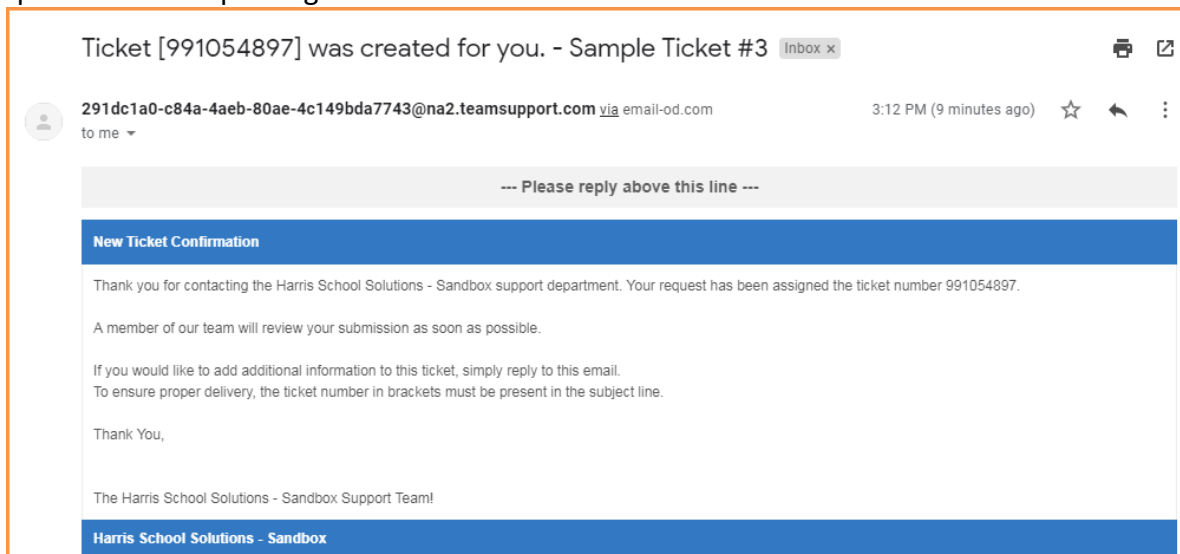 Ticket [991054897] was created for you. - Sample Ticket #3 Inbox x
291dc1a0-c84a-4aeb-80ae-4c149bda7743@na2.teamsupport.com via email-od.com 3:12 PM (9 minutes ago)
to me
--- Please reply above this line ---
New Ticket Confirmation
Thank you for contacting the Harris School Solutions - Sandbox support department. Your request has been assigned the ticket number 991054897.
A member of our team will review your submission as soon as possible.
If you would like to add additional information to this ticket, simply reply to this email.
To ensure proper delivery, the ticket number in brackets must be present in the subject line.
Thank You,
The Harris School Solutions - Sandbox Support Team!
Harris School Solutions - Sandbox